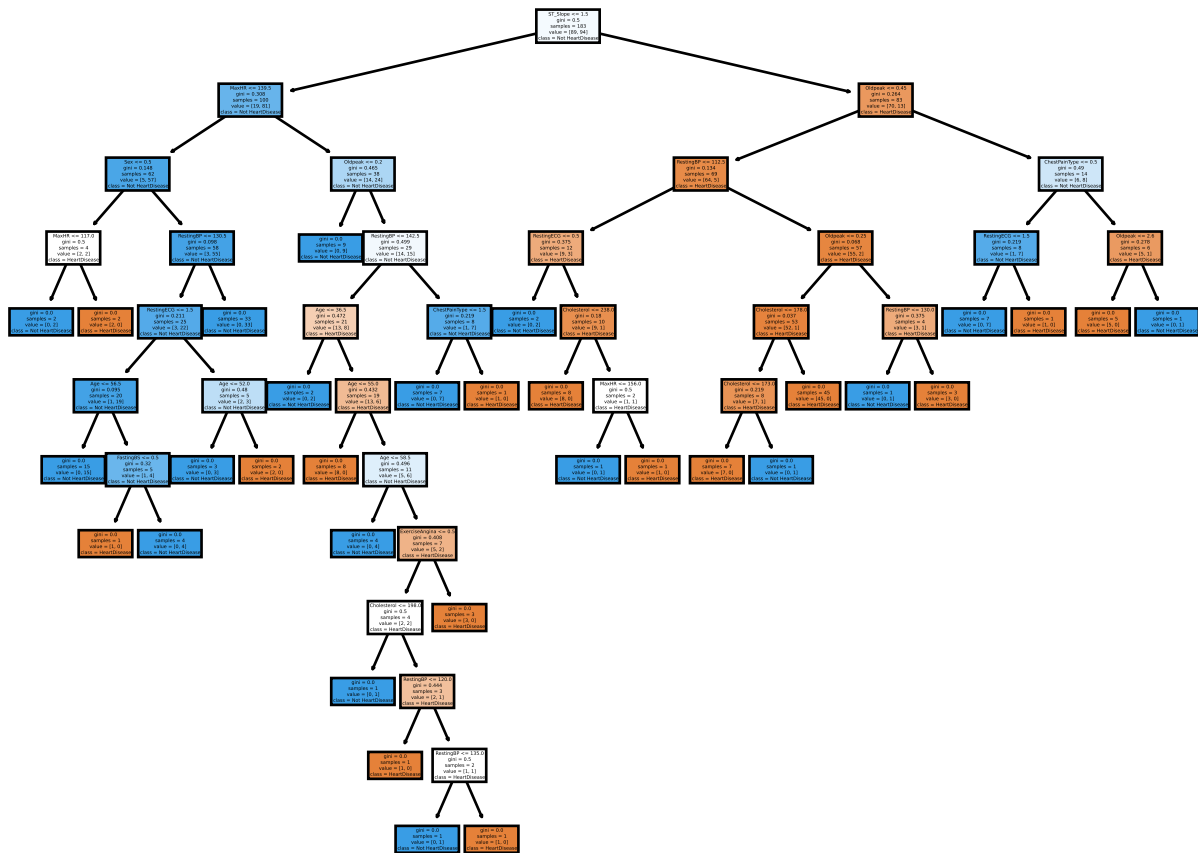 ST_Slope <= 1.5
gini = 0.5
samples = 183
value = [89, 94]
class = Not HeartDisease
MaxHR <= 139.5
gini = 0.308
samples = 100
value = [19, 81]
class = Not HeartDisease
Oldpeak <= 0.45
gini = 0.264
samples = 83
value = [70, 13]
class = HeartDisease
Sex <= 0.5
gini = 0.148
samples = 62
value = [5, 57]
class = Not HeartDisease
Oldpeak <= 0.2
gini = 0.465
samples = 38
value = [14, 24]
class = Not HeartDisease
RestingBP <= 112.5
gini = 0.134
samples = 69
value = [64, 5]
class = HeartDisease
ChestPainType <= 0.5
gini = 0.49
samples = 14
value = [6, 8]
class = Not HeartDisease
MaxHR <= 117.0
gini = 0.5
samples = 4
value = [2, 2]
class = HeartDisease
RestingBP <= 130.5
gini = 0.098
samples = 58
value = [3, 55]
class = Not HeartDisease
gini = 0.0
samples = 9
value = [0, 9]
class = Not HeartDisease
RestingBP <= 142.5
gini = 0.499
samples = 29
value = [14, 15]
class = Not HeartDisease
RestingECG <= 0.5
gini = 0.375
samples = 12
value = [9, 3]
class = HeartDisease
Oldpeak <= 0.25
gini = 0.068
samples = 57
value = [55, 2]
class = HeartDisease
RestingECG <= 1.5
gini = 0.219
samples = 8
value = [1, 7]
class = Not HeartDisease
Oldpeak <= 2.6
gini = 0.278
samples = 6
value = [5, 1]
class = HeartDisease
gini = 0.0
samples = 2
value = [0, 2]
class = Not HeartDisease
gini = 0.0
samples = 2
value = [2, 0]
class = HeartDisease
RestingECG <= 1.5
gini = 0.211
samples = 25
value = [3, 22]
class = Not HeartDisease
gini = 0.0
samples = 33
value = [0, 33]
class = Not HeartDisease
Age <= 36.5
gini = 0.472
samples = 21
value = [13, 8]
class = HeartDisease
ChestPainType <= 1.5
gini = 0.219
samples = 8
value = [1, 7]
class = Not HeartDisease
gini = 0.0
samples = 2
value = [0, 2]
class = Not HeartDisease
Cholesterol <= 238.0
gini = 0.18
samples = 10
value = [9, 1]
class = HeartDisease
Cholesterol <= 178.0
gini = 0.037
samples = 53
value = [52, 1]
class = HeartDisease
RestingBP <= 130.0
gini = 0.375
samples = 4
value = [3, 1]
class = HeartDisease
gini = 0.0
samples = 7
value = [0, 7]
class = Not HeartDisease
gini = 0.0
samples = 1
value = [1, 0]
class = HeartDisease
gini = 0.0
samples = 5
value = [5, 0]
class = HeartDisease
gini = 0.0
samples = 1
value = [0, 1]
class = Not HeartDisease
Age <= 56.5
gini = 0.095
samples = 20
value = [1, 19]
class = Not HeartDisease
Age <= 52.0
gini = 0.48
samples = 5
value = [2, 3]
class = Not HeartDisease
gini = 0.0
samples = 2
value = [0, 2]
class = Not HeartDisease
Age <= 55.0
gini = 0.432
samples = 19
value = [13, 6]
class = HeartDisease
gini = 0.0
samples = 7
value = [0, 7]
class = Not HeartDisease
gini = 0.0
samples = 1
value = [1, 0]
class = HeartDisease
gini = 0.0
samples = 8
value = [8, 0]
class = HeartDisease
MaxHR <= 156.0
gini = 0.5
samples = 2
value = [1, 1]
class = HeartDisease
Cholesterol <= 173.0
gini = 0.219
samples = 8
value = [7, 1]
class = HeartDisease
gini = 0.0
samples = 45
value = [45, 0]
class = HeartDisease
gini = 0.0
samples = 1
value = [0, 1]
class = Not HeartDisease
gini = 0.0
samples = 3
value = [3, 0]
class = HeartDisease
gini = 0.0
samples = 15
value = [0, 15]
class = Not HeartDisease
FastingBS <= 0.5
gini = 0.32
samples = 5
value = [1, 4]
class = Not HeartDisease
gini = 0.0
samples = 3
value = [0, 3]
class = Not HeartDisease
gini = 0.0
samples = 2
value = [2, 0]
class = HeartDisease
gini = 0.0
samples = 8
value = [8, 0]
class = HeartDisease
Age <= 58.5
gini = 0.496
samples = 11
value = [5, 6]
class = Not HeartDisease
gini = 0.0
samples = 1
value = [0, 1]
class = Not HeartDisease
gini = 0.0
samples = 1
value = [1, 0]
class = HeartDisease
gini = 0.0
samples = 7
value = [7, 0]
class = HeartDisease
gini = 0.0
samples = 1
value = [0, 1]
class = Not HeartDisease
gini = 0.0
samples = 1
value = [1, 0]
class = HeartDisease
gini = 0.0
samples = 4
value = [0, 4]
class = Not HeartDisease
gini = 0.0
samples = 4
value = [0, 4]
class = Not HeartDisease
ExerciseAngina <= 0.5
gini = 0.408
samples = 7
value = [5, 2]
class = HeartDisease
Cholesterol <= 198.0
gini = 0.5
samples = 4
value = [2, 2]
class = HeartDisease
gini = 0.0
samples = 3
value = [3, 0]
class = HeartDisease
gini = 0.0
samples = 1
value = [0, 1]
class = Not HeartDisease
RestingBP <= 120.0
gini = 0.444
samples = 3
value = [2, 1]
class = HeartDisease
gini = 0.0
samples = 1
value = [1, 0]
class = HeartDisease
RestingBP <= 135.0
gini = 0.5
samples = 2
value = [1, 1]
class = HeartDisease
gini = 0.0
samples = 1
value = [0, 1]
class = Not HeartDisease
gini = 0.0
samples = 1
value = [1, 0]
class = HeartDisease